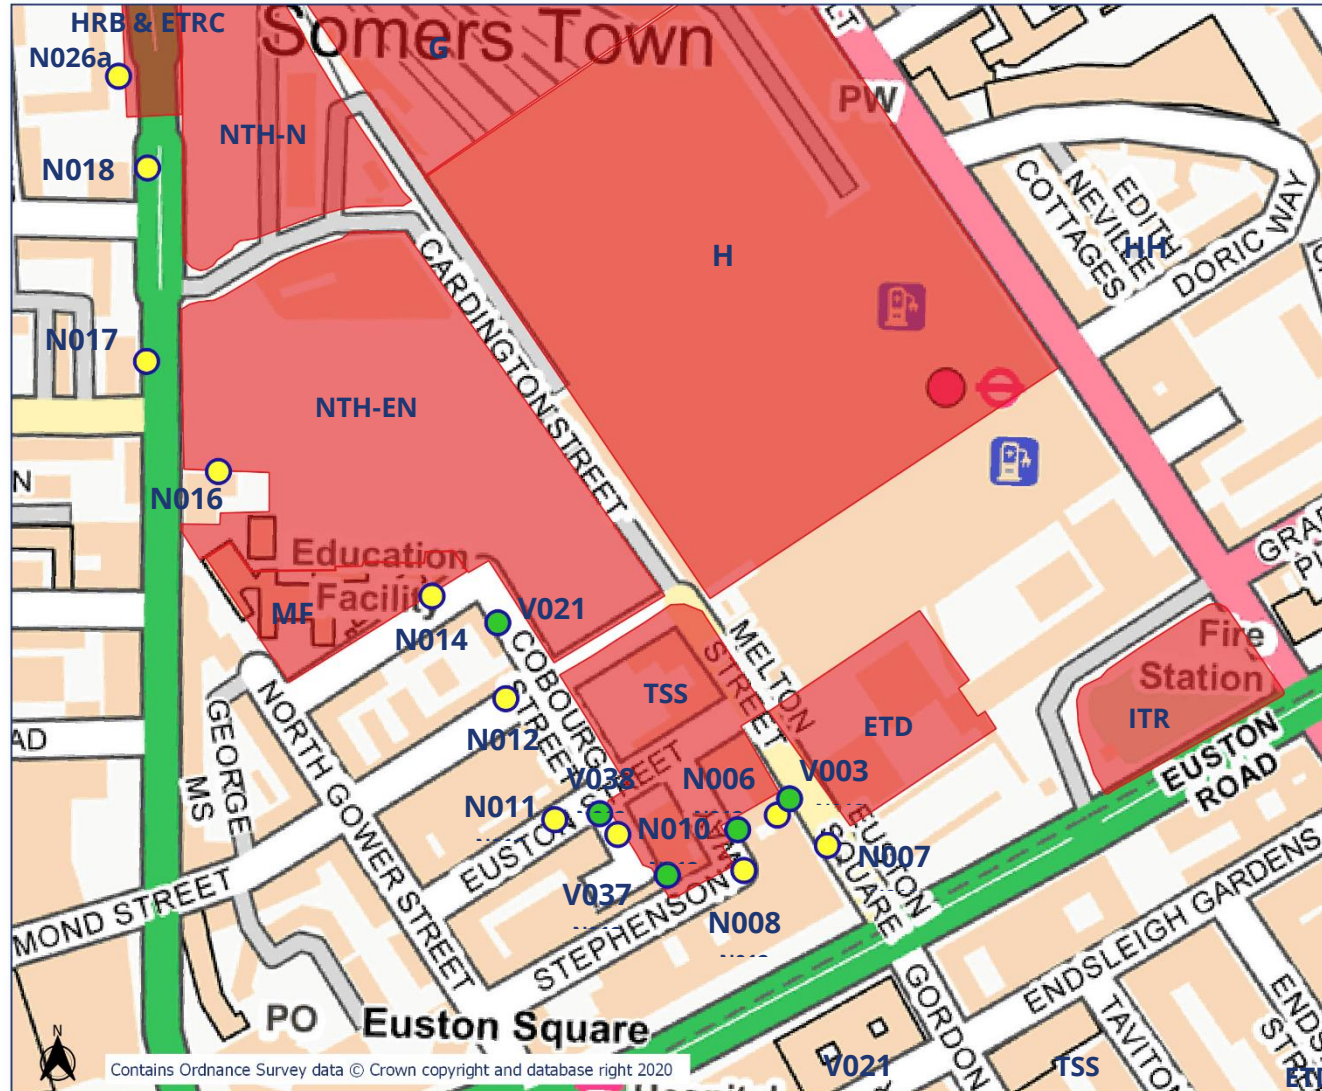 HRB & ETRC
Somers Town
G
N026a
PW
NTH-N
N018
COTTAGES
NEVILLE
EDITH
HH
DORIC WAY
H
CARDINGTON STREET
N017
NTH-EN
N
N016
Education
Facility
MF
N014
V021
COBOURG
STREET
MELTON
STREET
TSS
ETD
Fire
Station
ITR
EUSTON
ROAD
AD
N012
GEORGE
MS
NORTH GOWER STREET
V038
N006
V003
N011
N010
EUSTON
STREET
N007
EUSTON
SQUARE
V037
N008
STEPHENSON
MOND STREET
ENDSLEIGH GARDENS
GORDON
TAVITO
ENDS
PO
Euston Square
V021
TSS
N
Contains Ordnance Survey data © Crown copyright and database right 2020